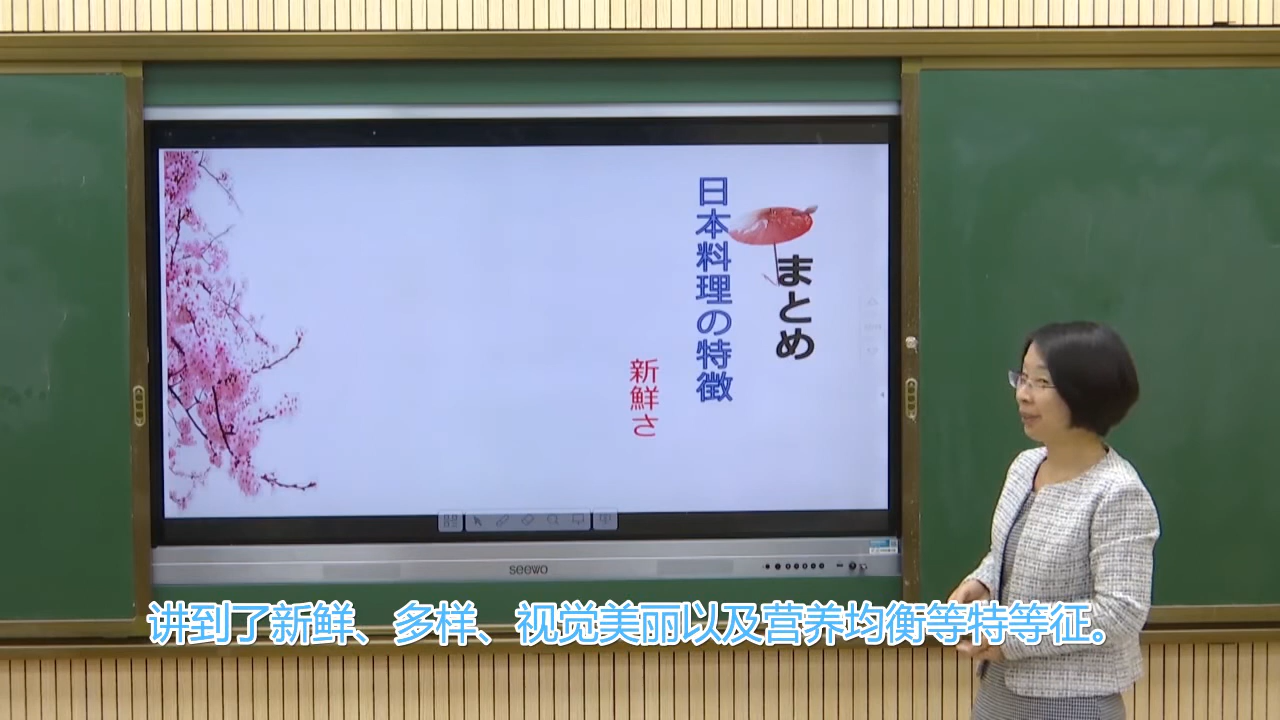 まとめ
日本料理の特徴
新鮮さ
seewo
讲到了新鲜、多样、视觉美丽以及营养均衡等特等征。